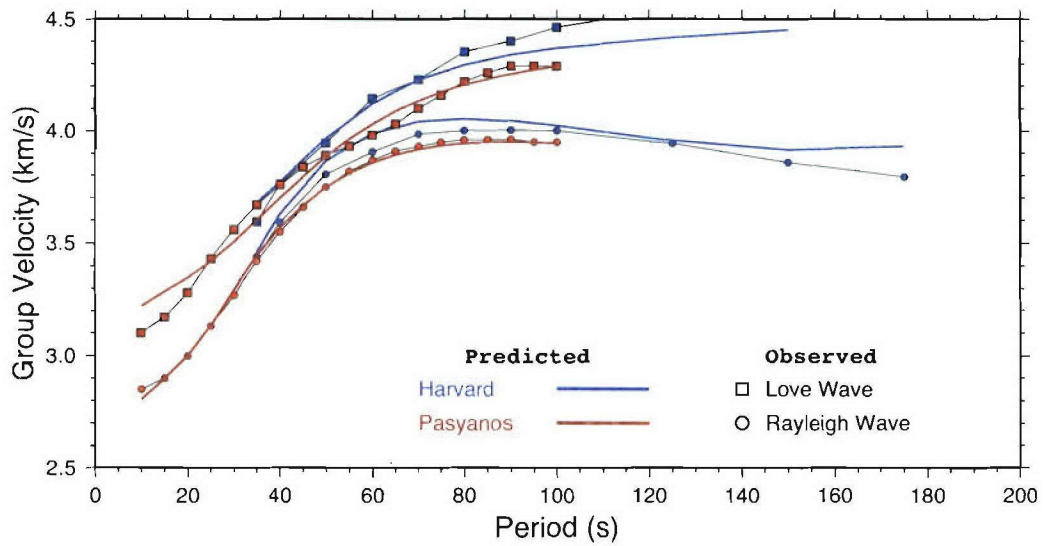 4.5
4.0
3.5
3.0
2.5
Group Velocity (km/s)
Predicted Observed
Harvard Love Wave
Pasyanos Rayleigh Wave
0 20 40 60 80 100 120 140 160 180 200
Period (s)